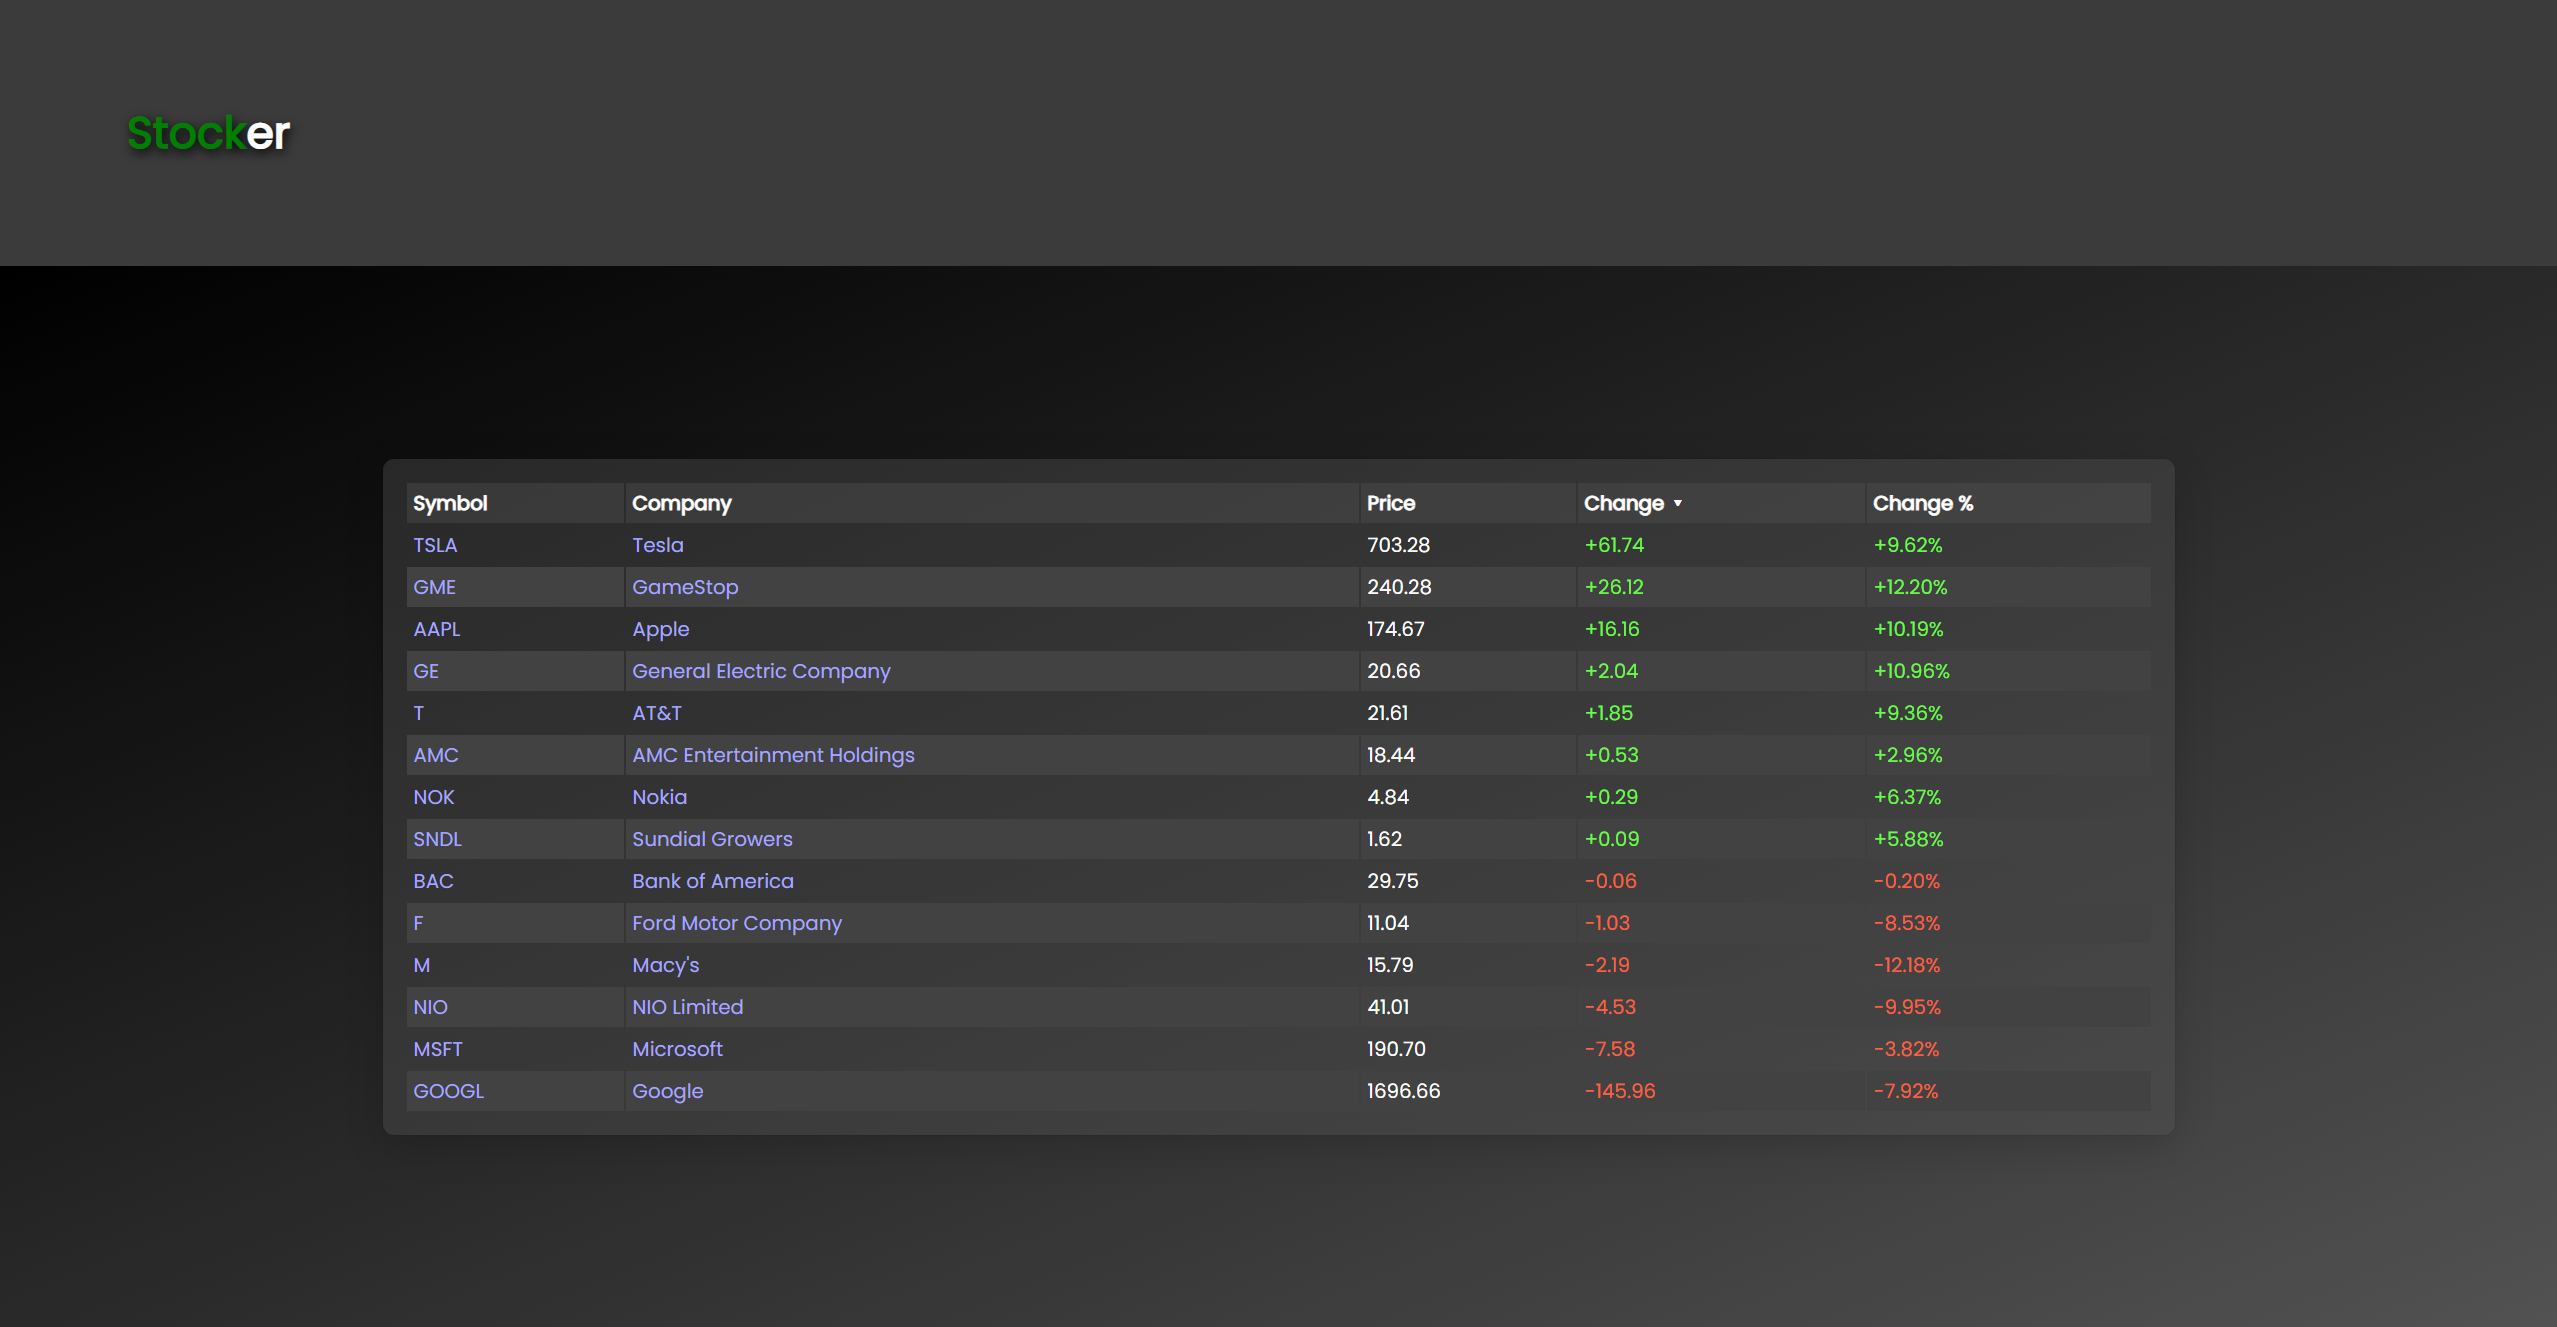 Stocker
Symbol Company Price Change ▼ Change %
TSLA Tesla 703.28 +61.74 +9.62%
GME GameStop 240.28 +26.12 +12.20%
AAPL Apple 174.67 +16.16 +10.19%
GE General Electric Company 20.66 +2.04 +10.96%
T AT&T 21.61 +1.85 +9.36%
AMC AMC Entertainment Holdings 18.44 +0.53 +2.96%
NOK Nokia 4.84 +0.29 +6.37%
SNDL Sundial Growers 1.62 +0.09 +5.88%
BAC Bank of America 29.75 -0.06 -0.20%
F Ford Motor Company 11.04 -1.03 -8.53%
M Macy's 15.79 -2.19 -12.18%
NIO NIO Limited 41.01 -4.53 -9.95%
MSFT Microsoft 190.70 -7.58 -3.82%
GOOGL Google 1696.66 -145.96 -7.92%